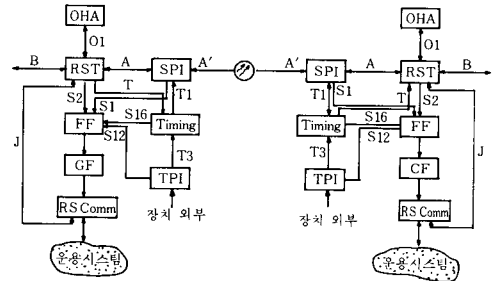 OHA
O1
B
RST
A
SPI
A′
T
S2
S1
T1
FF
S16
Timing
S12
J
T3
GF
TPI
RS Comm
장치 외부
운용시스템
OHA
O1
A′
SPI
A
RST
B
S1
T1
T
S2
Timing
S16
FF
S12
T3
J
TPI
CF
RS Comm
장치 외부
운용시스템